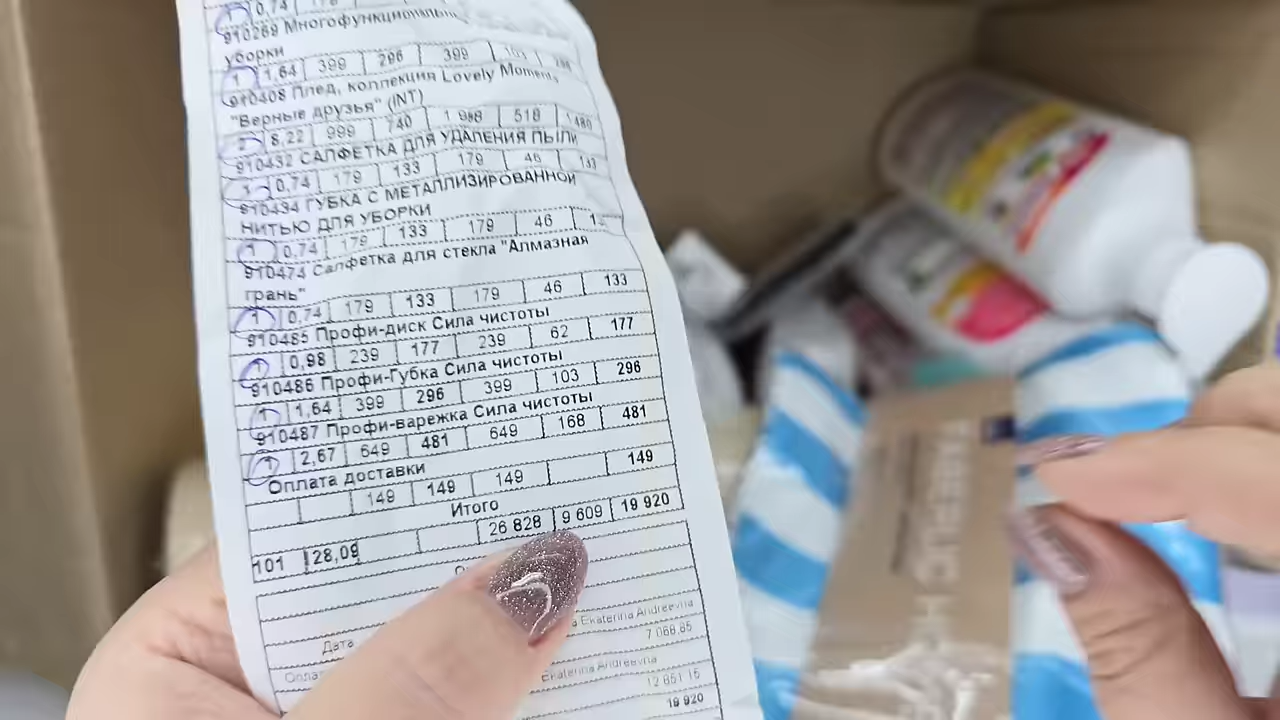 1 0,74
910269 Многофункциональн
уборки
1 1,64 399 296 399 103
910408 Плед, коллекция Lovely Moments
"Верные друзья" (INT)
2 8,22 999 740 1 998 518 1 480
910432 САЛФЕТКА ДЛЯ УДАЛЕНИЯ ПЫЛИ
1 0,74 179 133 179 46 133
910434 ГУБКА С МЕТАЛЛИЗИРОВАННОЙ
НИТЬЮ ДЛЯ УБОРКИ
1 0,74 179 133 179 46
910474 Салфетка для стекла "Алмазная
грань"
1 0,74 179 133 179 46 133
910485 Профи-диск Сила чистоты
1 0,98 239 177 239 62 177
910486 Профи-Губка Сила чистоты
1 1,64 399 296 399 103 296
910487 Профи-варежка Сила чистоты
1 2,67 649 481 649 168 481
Оплата доставки
149 149 149 149
Итого
101 28,09 26 828 9 609 19 920
a Ekaterina Andreevna
Дата 7 068,85
Опла Ekaterina Andreevna
12 851,15
19 920
FABERLIC